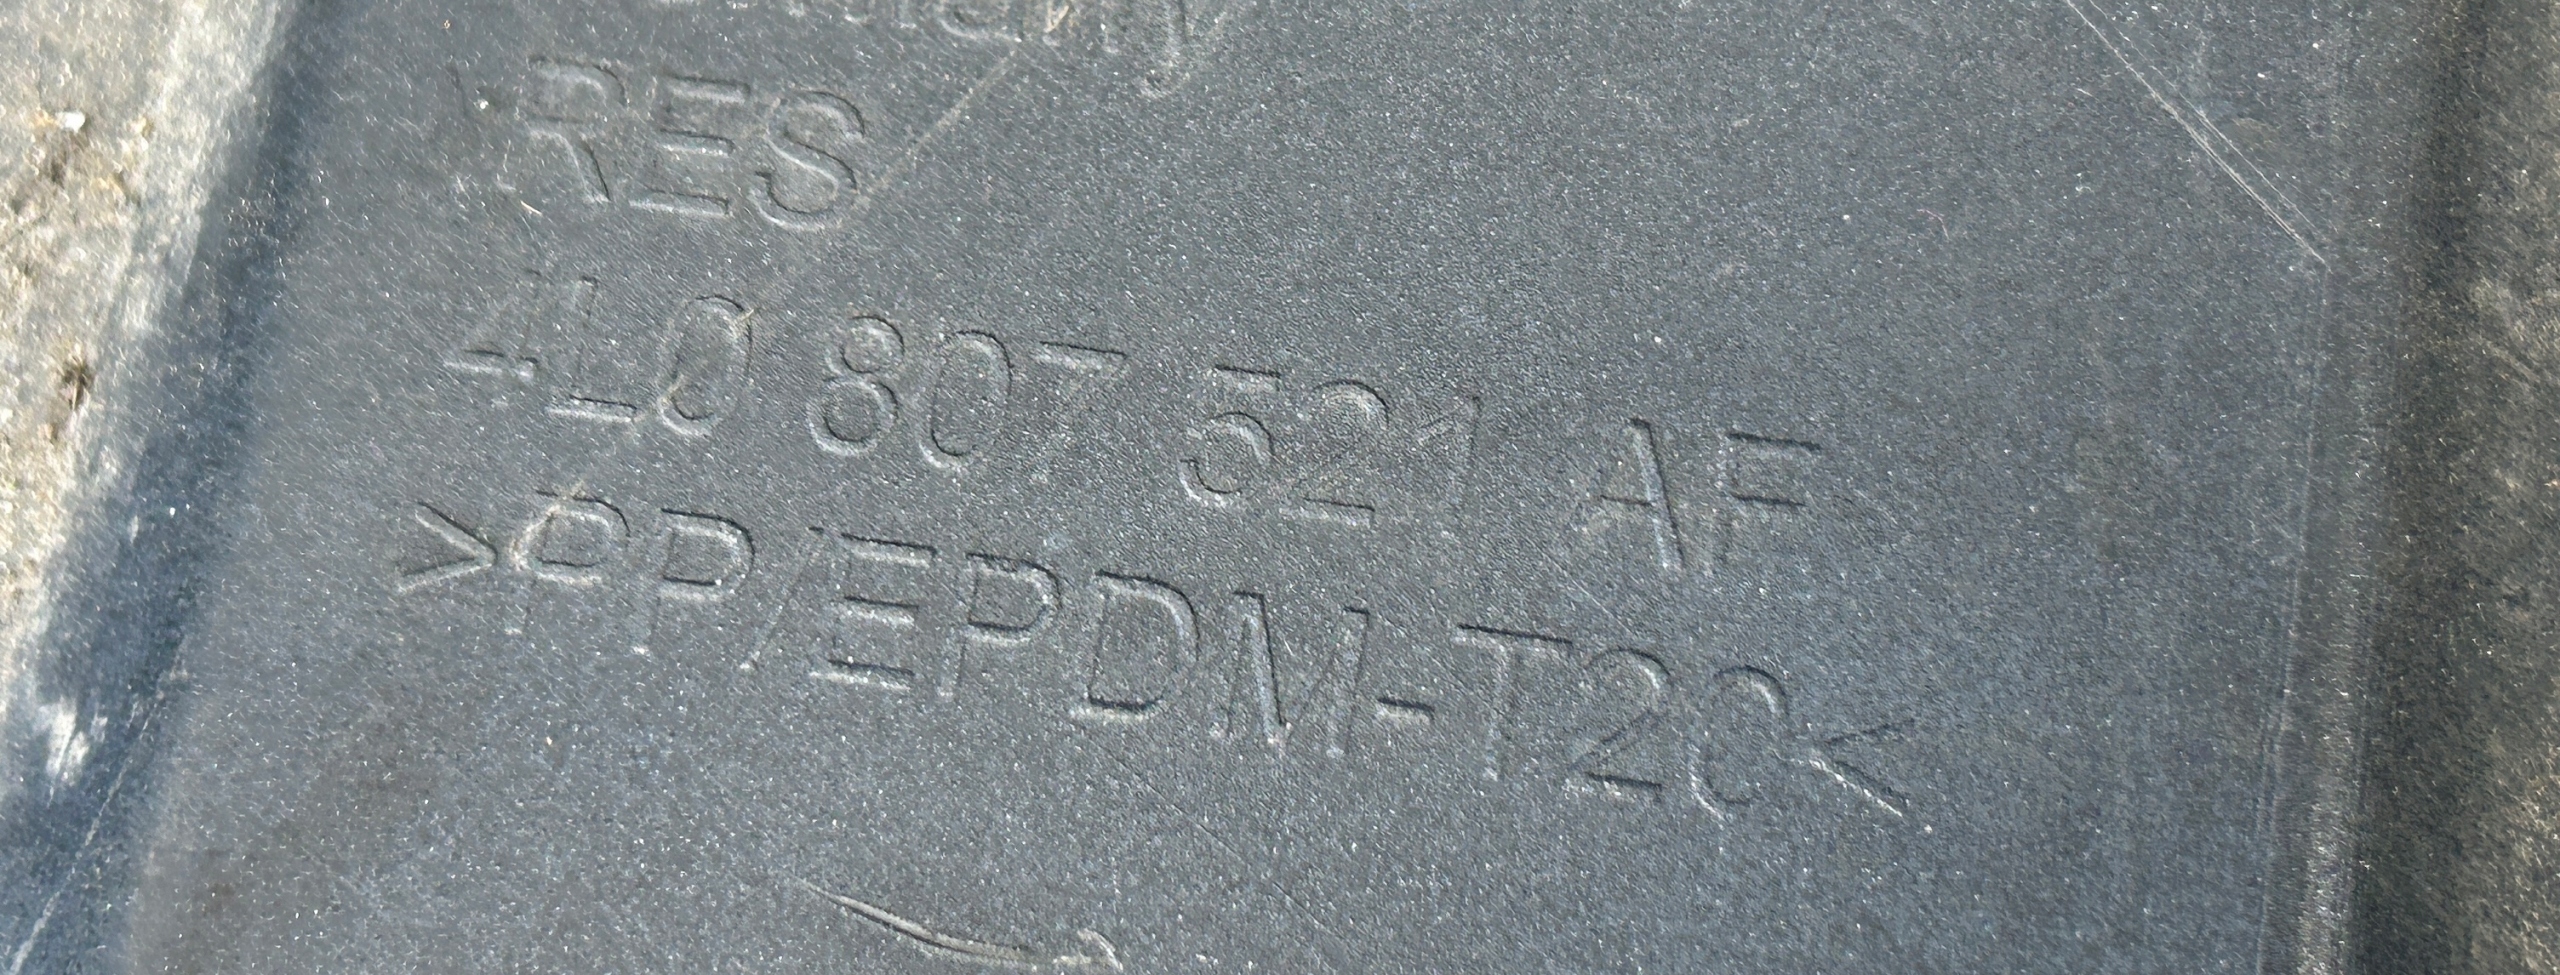 RES
4L0 807 521 AF
>PP/EPDM-T20<